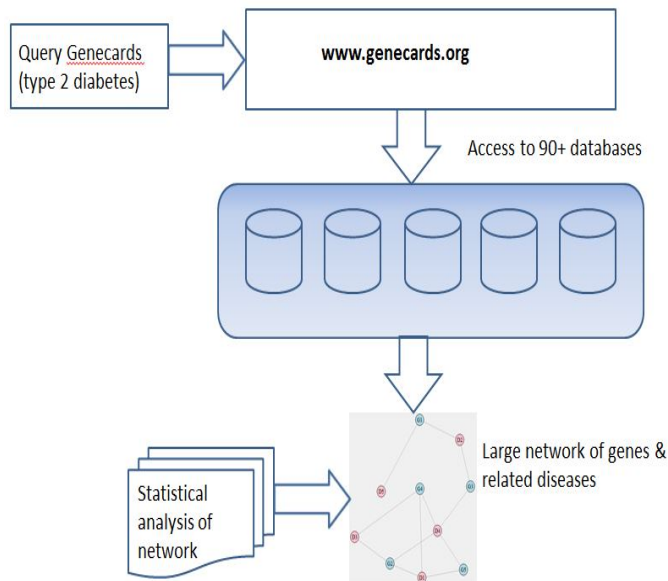 Query Genecards
(type 2 diabetes)
www.genecards.org
Access to 90+ databases
Large network of genes &
related diseases
Statistical
analysis of
network